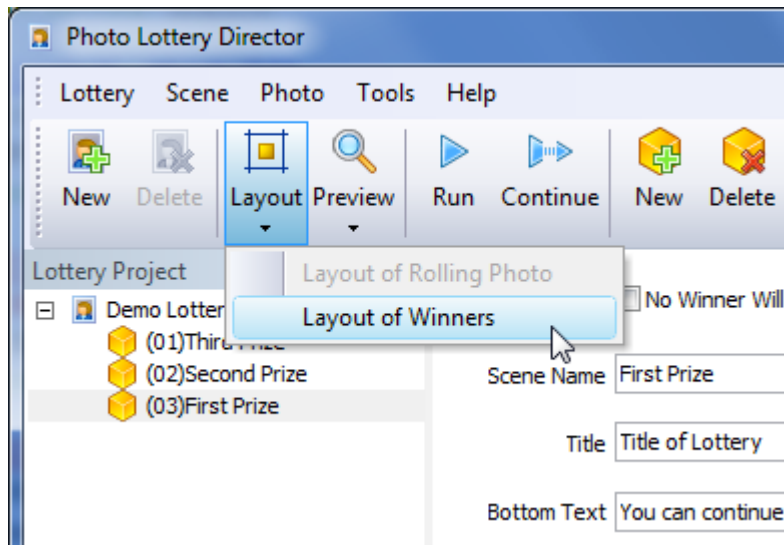 Photo Lottery Director
Lottery Scene Photo Tools Help
New Delete Layout Preview Run Continue New Delete
Lottery Project
Layout of Rolling Photo
Layout of Winners
No Winner Will
Demo Lotter
(01)Third Prize
(02)Second Prize
(03)First Prize
Scene Name First Prize
Title Title of Lottery
Bottom Text You can continue